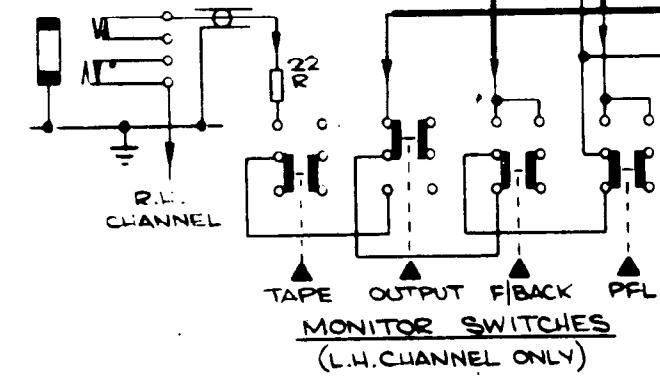 22
R
R.H.
CHANNEL
TAPE OUTPUT F/BACK PFL
MONITOR SWITCHES
(L.H. CHANNEL ONLY)